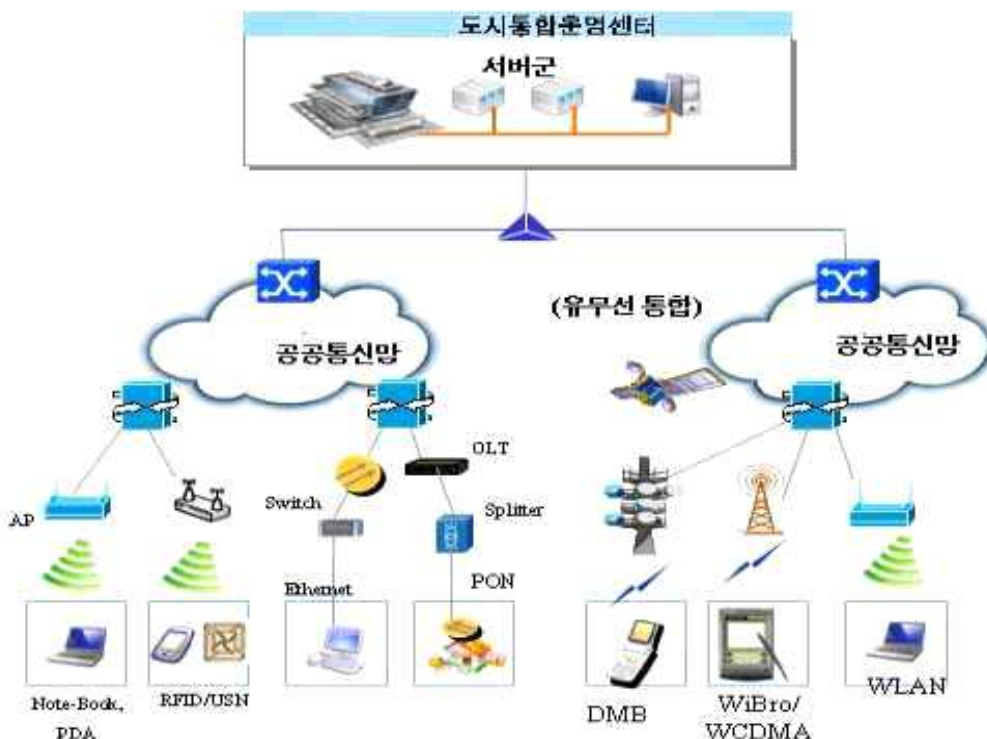 도시통합운영센터
서버군
(유무선 통합)
공공통신망
공공통신망
OLT
Switch
Splitter
AP
Ethernet
PON
Note-Book,
PDA
RFID/USN
DMB
WiBro/
WCDMA
WLAN